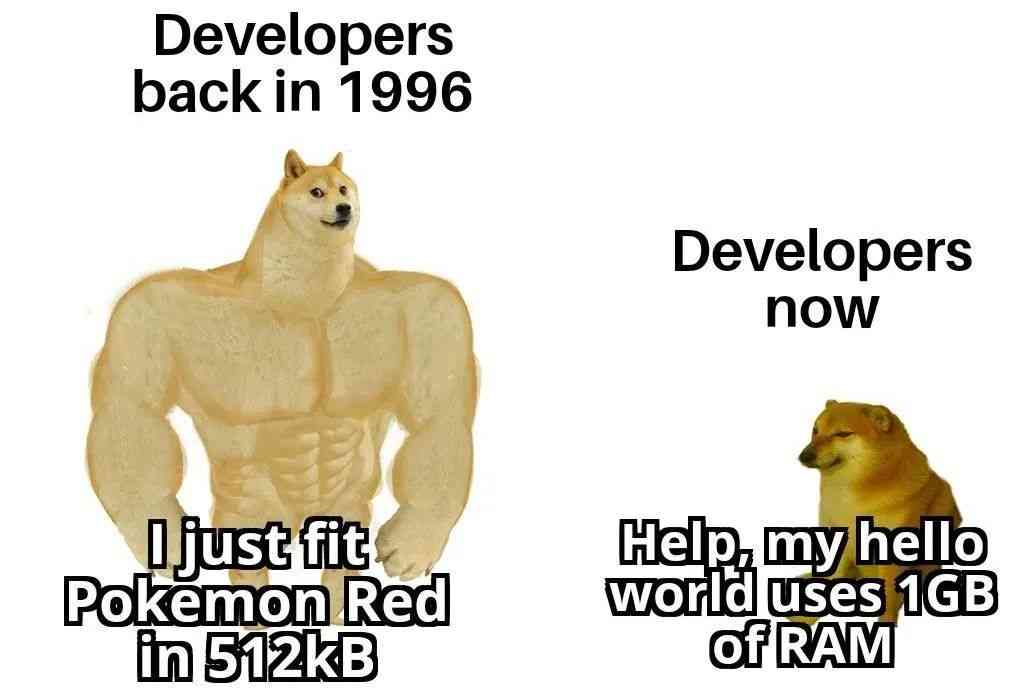 Developers
back in 1996
I just fit
Pokemon Red
in 512kB
Developers
now
Help, my hello
world uses 1GB
of RAM